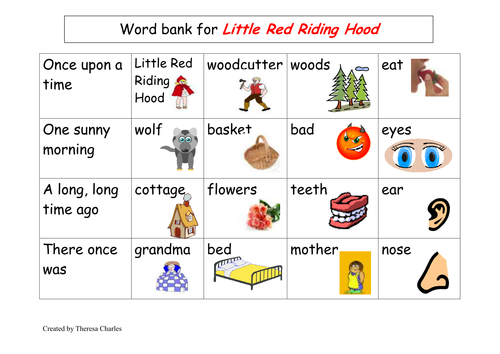 Word bank for Little Red Riding Hood
Once upon a
time
Little Red
Riding
Hood
woodcutter
woods
eat
One sunny
morning
wolf
basket
bad
eyes
A long, long
time ago
cottage
flowers
teeth
ear
There once
was
grandma
bed
mother
nose
Created by Theresa Charles